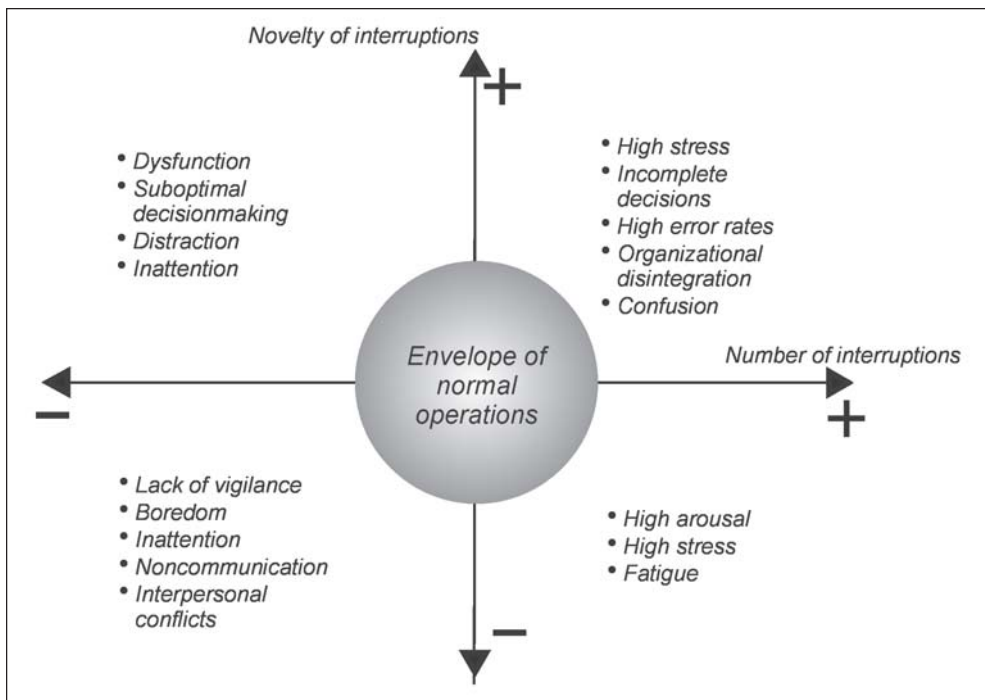 Novelty of interruptions
+
• Dysfunction
• Suboptimal
decisionmaking
• Distraction
• Inattention
• High stress
• Incomplete
decisions
• High error rates
• Organizational
disintegration
• Confusion
Envelope of
normal
operations
Number of interruptions
−
+
• Lack of vigilance
• Boredom
• Inattention
• Noncommunication
• Interpersonal
conflicts
• High arousal
• High stress
• Fatigue
−